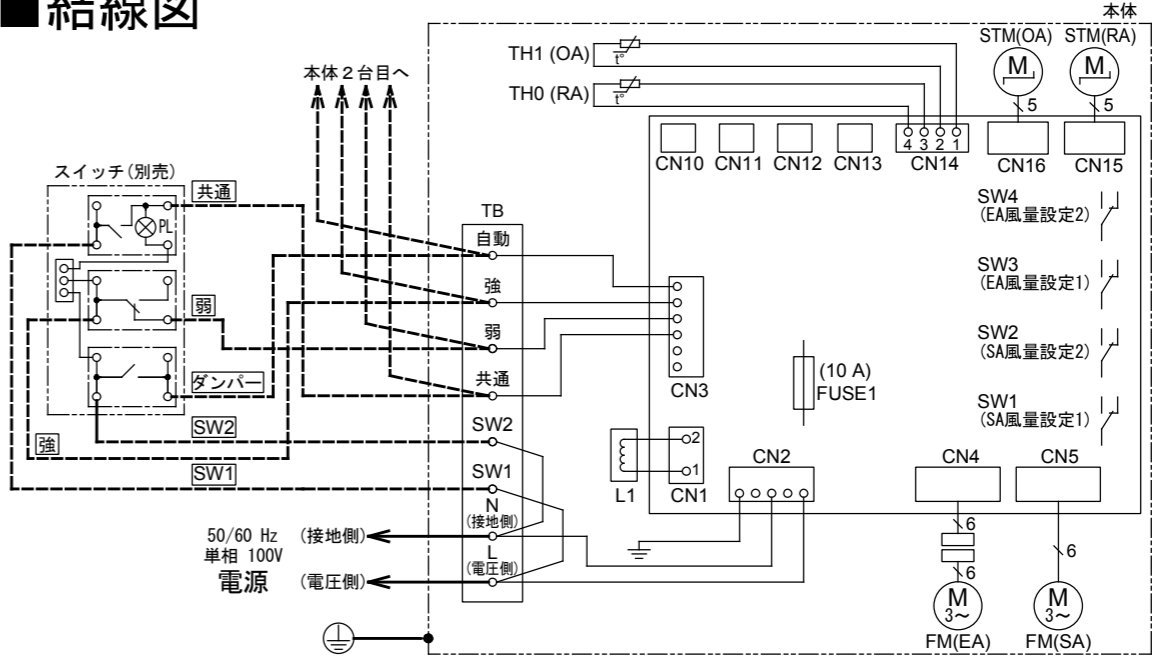 ■結線図
本体
本体２台目へ
TH1 (OA)
t°
TH0 (RA)
t°
STM(OA)
STM(RA)
M
M
5
5
4 3 2 1
CN10
CN11
CN12
CN13
CN14
CN16
CN15
スイッチ(別売)
共通
PL
弱
ダンパー
SW2
強
SW1
TB
自動
強
弱
共通
SW2
SW1
N
(接地側)
L
(電圧側)
SW4
(EA風量設定2)
SW3
(EA風量設定1)
SW2
(SA風量設定2)
SW1
(SA風量設定1)
CN3
(10 A)
FUSE1
2
1
L1
CN1
CN2
CN4
CN5
50/60 Hz
単相 100V
電源
(接地側)
(電圧側)
6
6
6
M
3~
M
3~
FM(EA)
FM(SA)